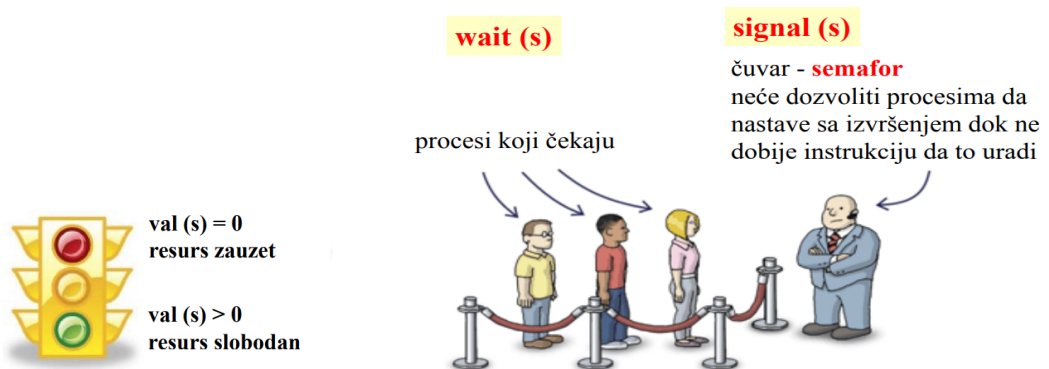 wait (s)
signal (s)
čuvar - semafor
neće dozvoliti procesima da
nastave sa izvršenjem dok ne
dobije instrukciju da to uradi
procesi koji čekaju
val (s) = 0
resurs zauzet
val (s) > 0
resurs slobodan